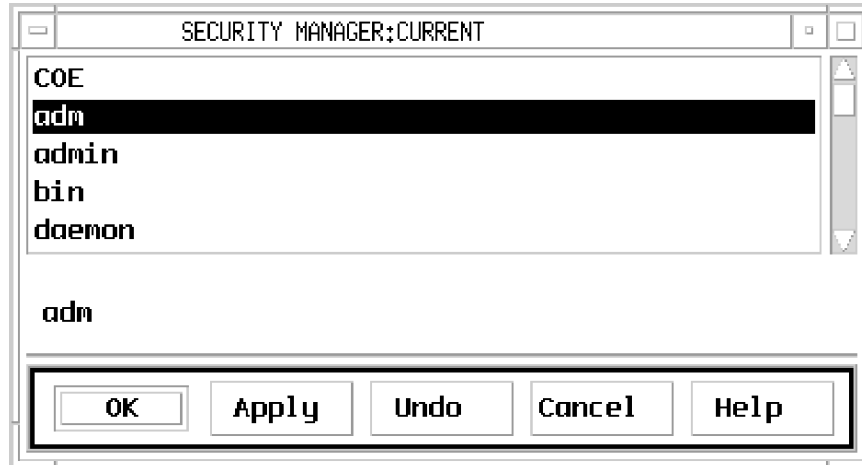 SECURITY MANAGER:CURRENT
COE
adm
admin
bin
daemon
adm
OK Apply Undo Cancel Help